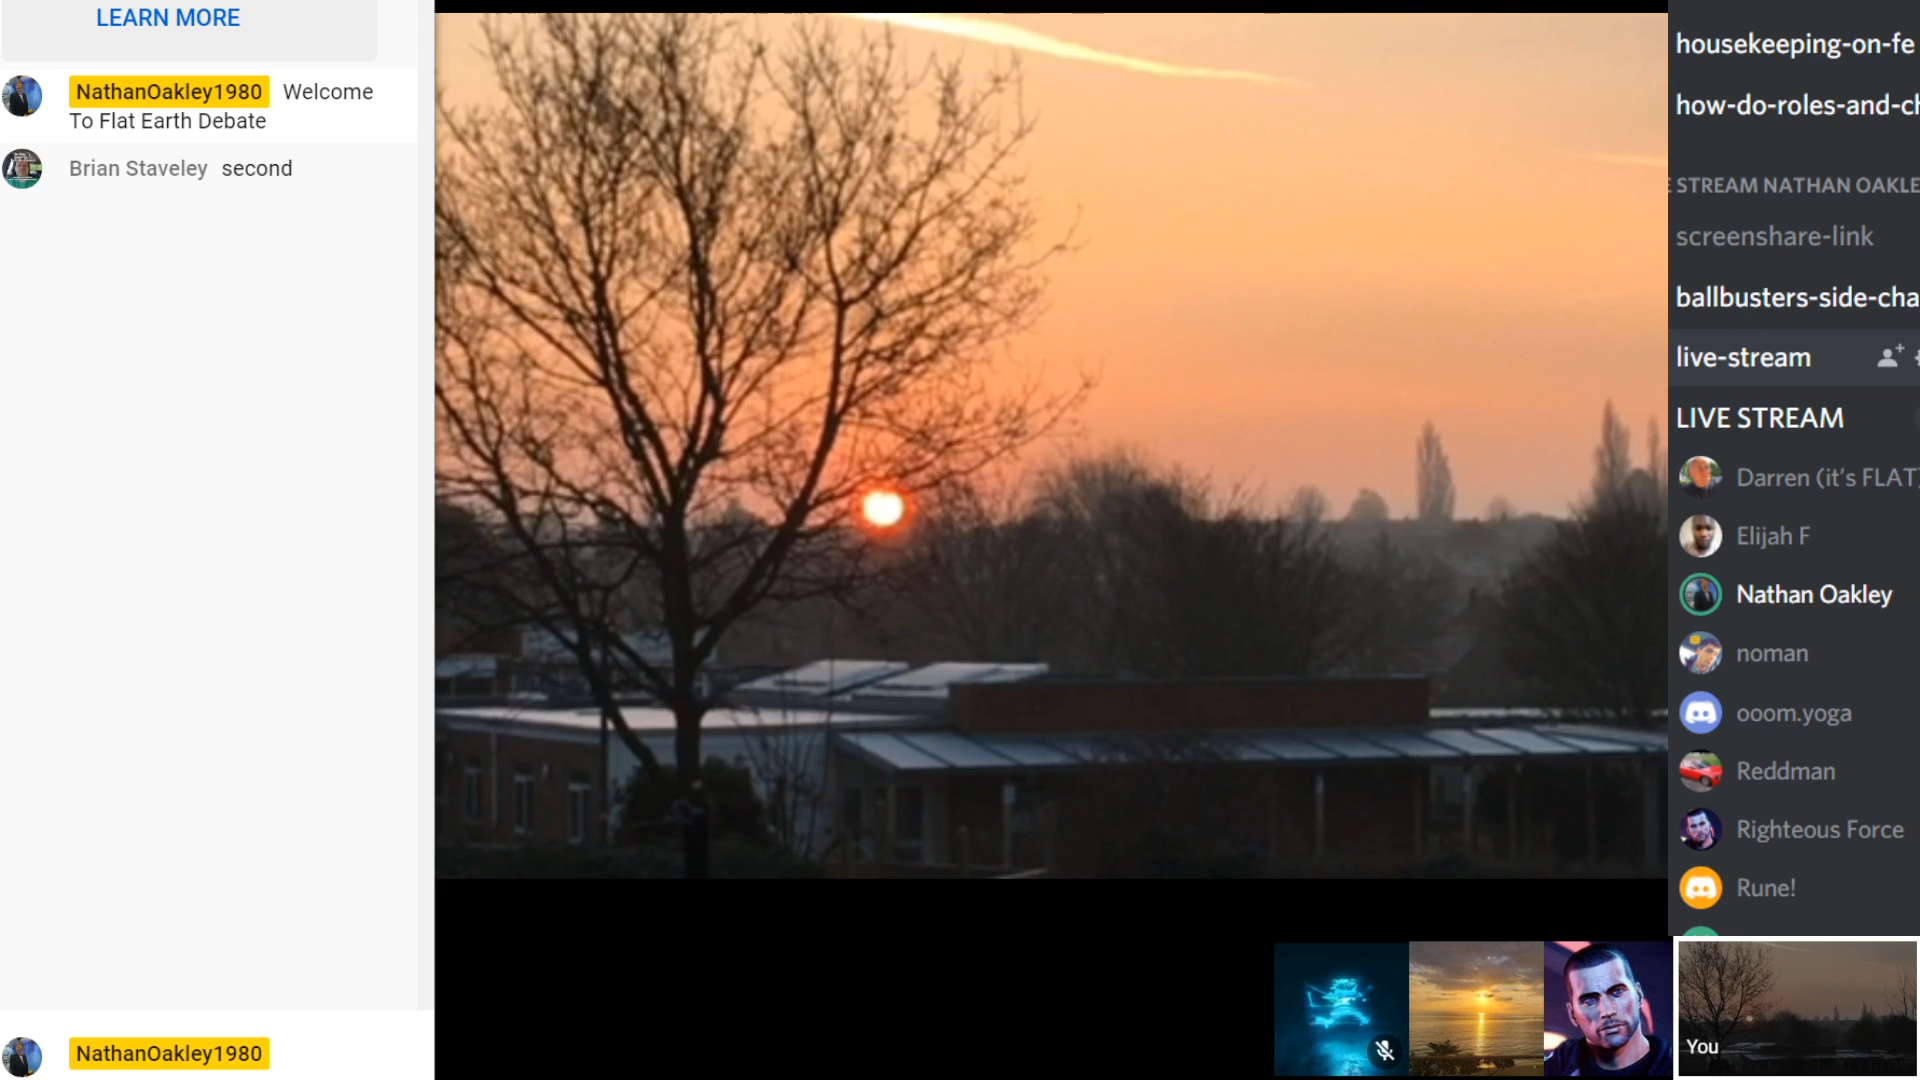 LEARN MORE
NathanOakley1980 Welcome
To Flat Earth Debate
Brian Staveley second
NathanOakley1980
housekeeping-on-fe
how-do-roles-and-ch
STREAM NATHAN OAKLE
screenshare-link
ballbusters-side-cha
live-stream
LIVE STREAM
Darren (it's FLAT)
Elijah F
Nathan Oakley
noman
ooom.yoga
Reddman
Righteous Force
Rune!
You